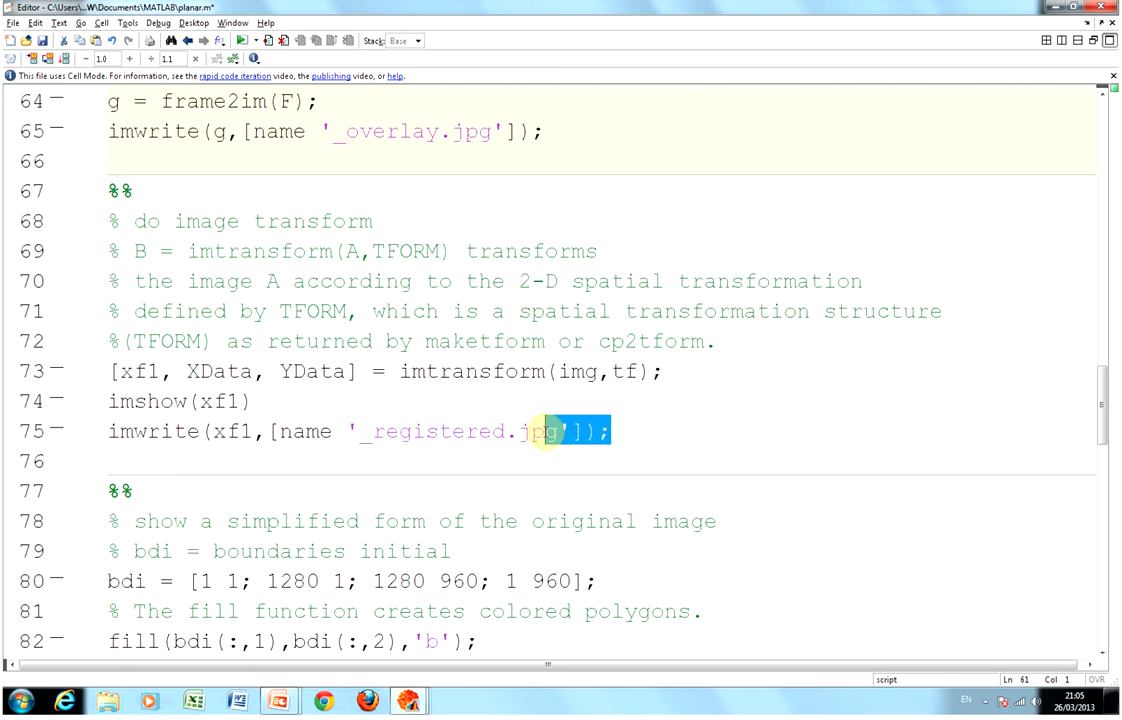 Editor - C:\Users\...W\Documents\MATLAB\planar.m*
File Edit Text Go Cell Tools Debug Desktop Window Help
Stack: Base
− 1.0 + ÷ 1.1 ×
This file uses Cell Mode. For information, see the rapid code iteration video, the publishing video, or help.
64 g = frame2im(F);
65 imwrite(g,[name '_overlay.jpg']);
66
67 %%
68 % do image transform
69 % B = imtransform(A,TFORM) transforms
70 % the image A according to the 2-D spatial transformation
71 % defined by TFORM, which is a spatial transformation structure
72 %(TFORM) as returned by maketform or cp2tform.
73 [xf1, XData, YData] = imtransform(img,tf);
74 imshow(xf1)
75 imwrite(xf1,[name '_registered.jpg']);
76
77 %%
78 % show a simplified form of the original image
79 % bdi = boundaries initial
80 bdi = [1 1; 1280 1; 1280 960; 1 960];
81 % The fill function creates colored polygons.
82 fill(bdi(:,1),bdi(:,2),'b');
script Ln 61 Col 1 OVR
EN 21:05
26/03/2013